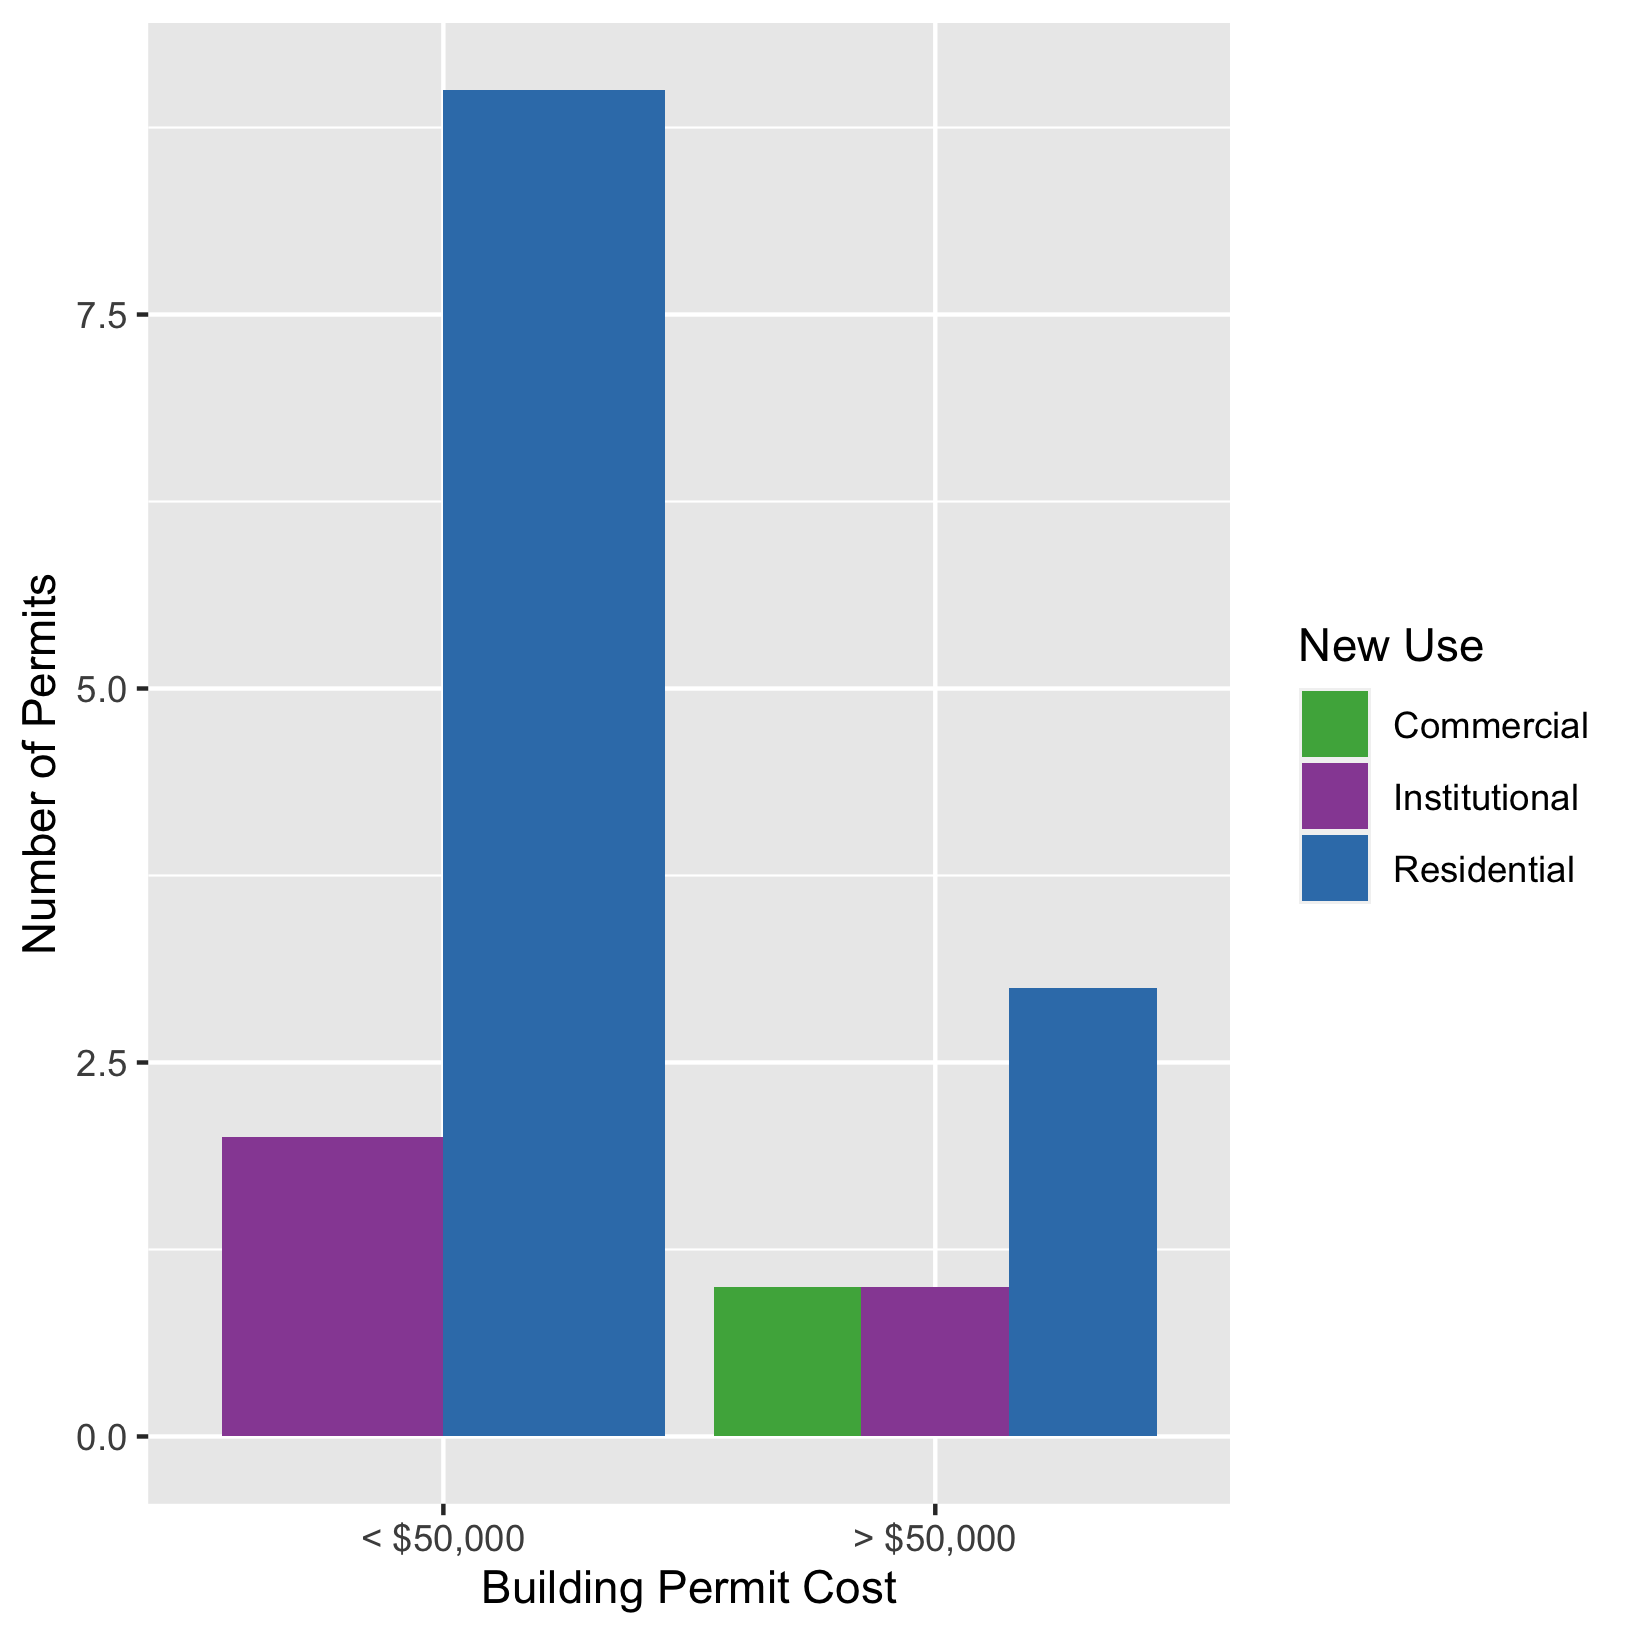 Number of Permits
7.5
5.0
2.5
0.0
< $50,000
> $50,000
Building Permit Cost
New Use
Commercial
Institutional
Residential